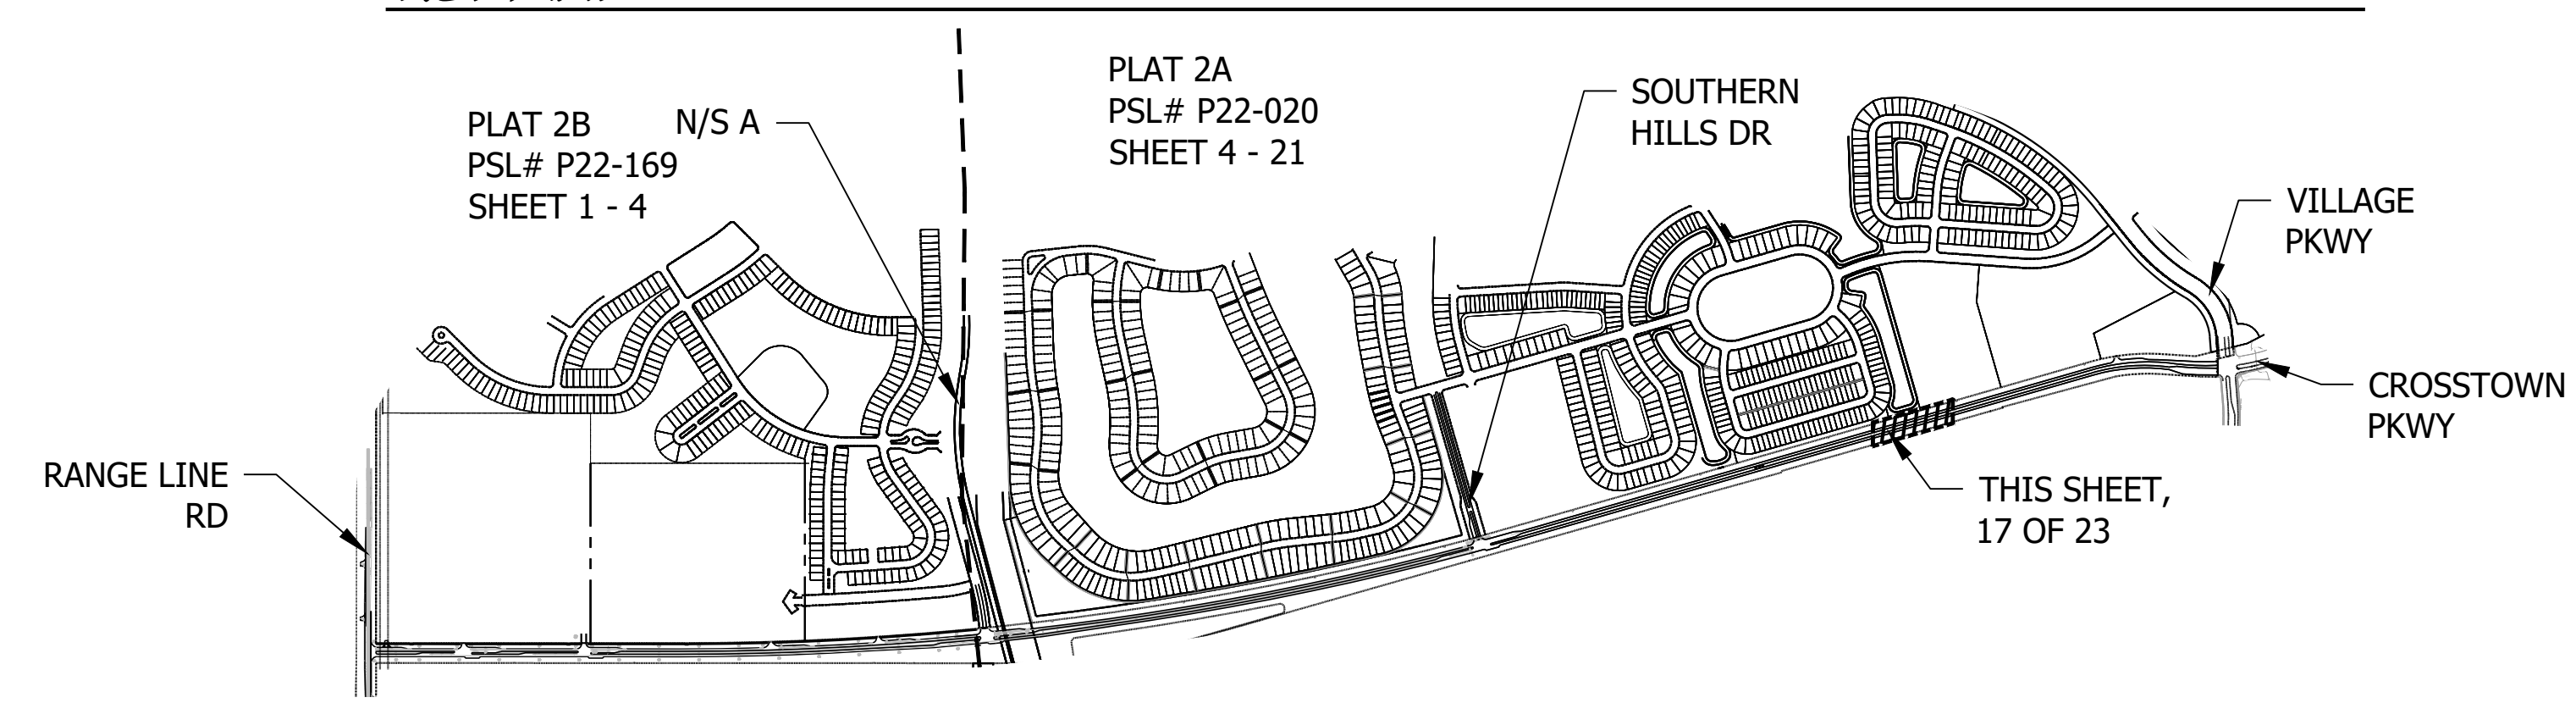 PLAT 2B
PSL# P22-169
SHEET 1 - 4
N/S A
PLAT 2A
PSL# P22-020
SHEET 4 - 21
SOUTHERN
HILLS DR
VILLAGE
PKWY
CROSSTOWN
PKWY
RANGE LINE
RD
THIS SHEET,
17 OF 23